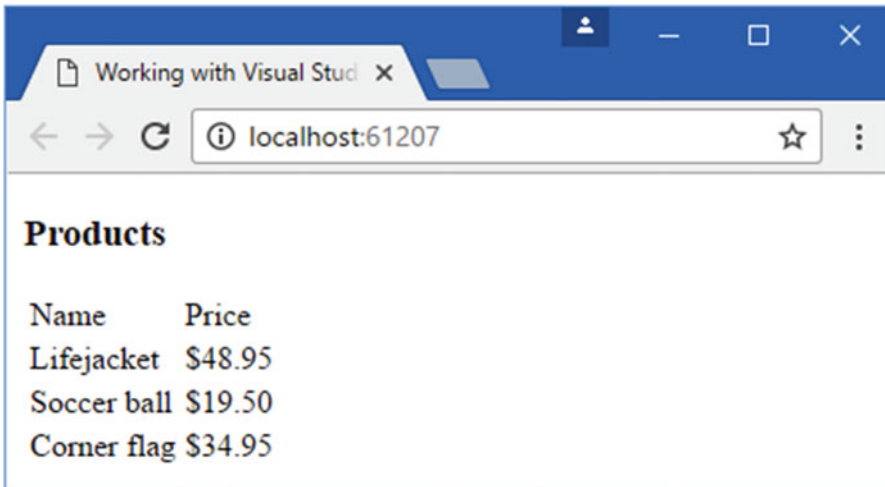 Working with Visual Stud
localhost:61207
Products
Name Price
Lifejacket $48.95
Soccer ball $19.50
Corner flag $34.95